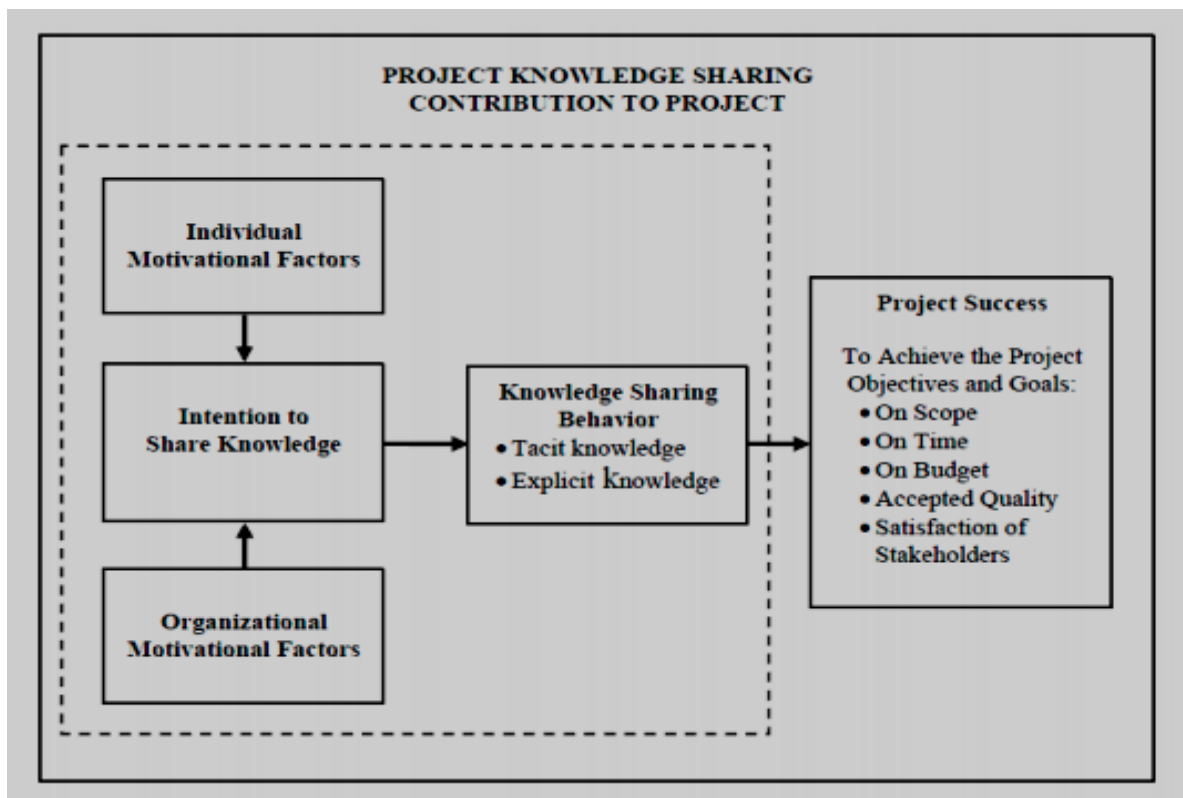 PROJECT KNOWLEDGE SHARING
CONTRIBUTION TO PROJECT
Individual
Motivational Factors
Intention to
Share Knowledge
Organizational
Motivational Factors
Knowledge Sharing
Behavior
• Tacit knowledge
• Explicit knowledge
Project Success
To Achieve the Project
Objectives and Goals:
• On Scope
• On Time
• On Budget
• Accepted Quality
• Satisfaction of
Stakeholders